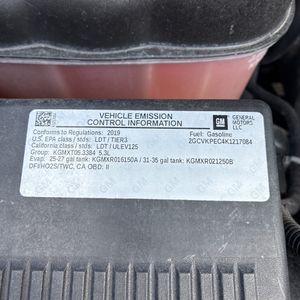 VEHICLE EMISSION
CONTROL INFORMATION
GM
GENERAL
MOTORS
LLC
Conforms to Regulations: 2019
Fuel: Gasoline
U.S. EPA class / stds: LDT / TIER3
2GCVKPEC4K1217084
California class / stds: LDT / ULEV125
Group: KGMXT05.3384 5.3L
Evap: 25-27 gal tank: KGMXR016150A / 31-35 gal tank: KGMXR021250B
DFI/HO2S/TWC, CA OBD: II